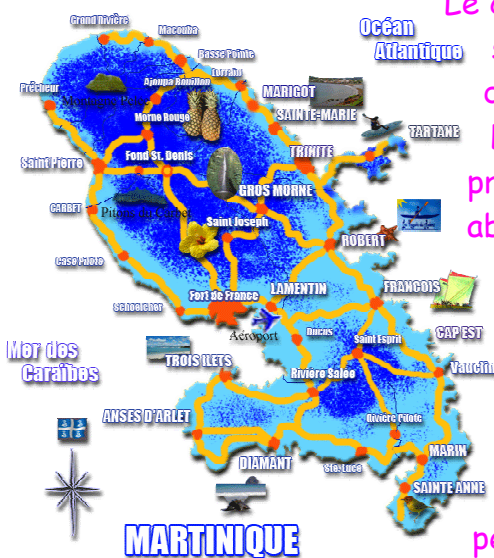 Le
Océan
Atlantique
Grand Rivière
Macouba
Basse Pointe
Lorrain
Ajoupa Bouillon
Prêcheur
Morne Rouge
MARIGOT
SAINTE-MARIE
TARTANE
TRINITE
Saint Pierre
Fond St. Denis
GROS MORNE
CARBET
Saint Joseph
ROBERT
Case Pilote
FRANCOIS
LAMENTIN
Fort de France
Schoelcher
Aéroport
Ducos
Saint Esprit
CAP EST
Mer des
Caraïbes
TROIS ILETS
Rivière Salée
Vauclin
ANSES D'ARLET
Rivière Pilote
DIAMANT
Ste. Luce
MARIN
SAINTE ANNE
MARTINIQUE